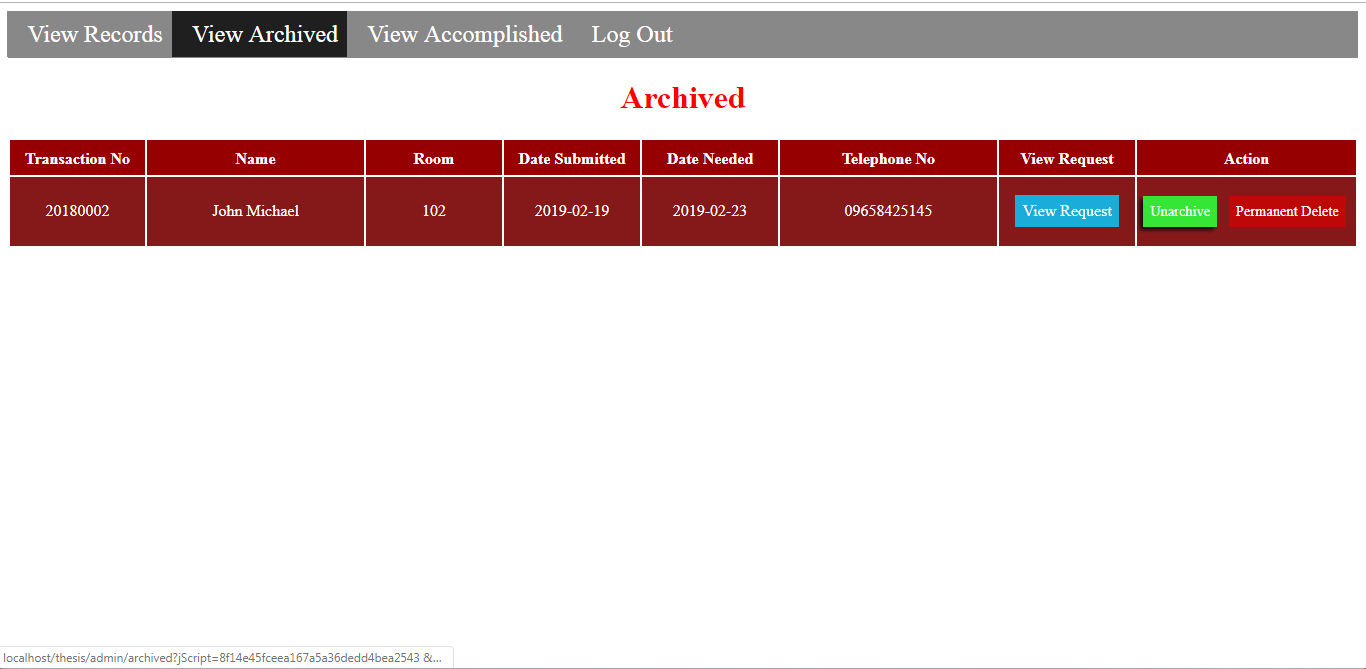 View Records View Archived View Accomplished Log Out
Archived
Transaction No Name Room Date Submitted Date Needed Telephone No View Request Action
20180002 John Michael 102 2019-02-19 2019-02-23 09658425145 View Request Unarchive Permanent Delete
localhost/thesis/admin/archived?jScript=8f14e45fceea167a5a36dedd4bea2543 &...